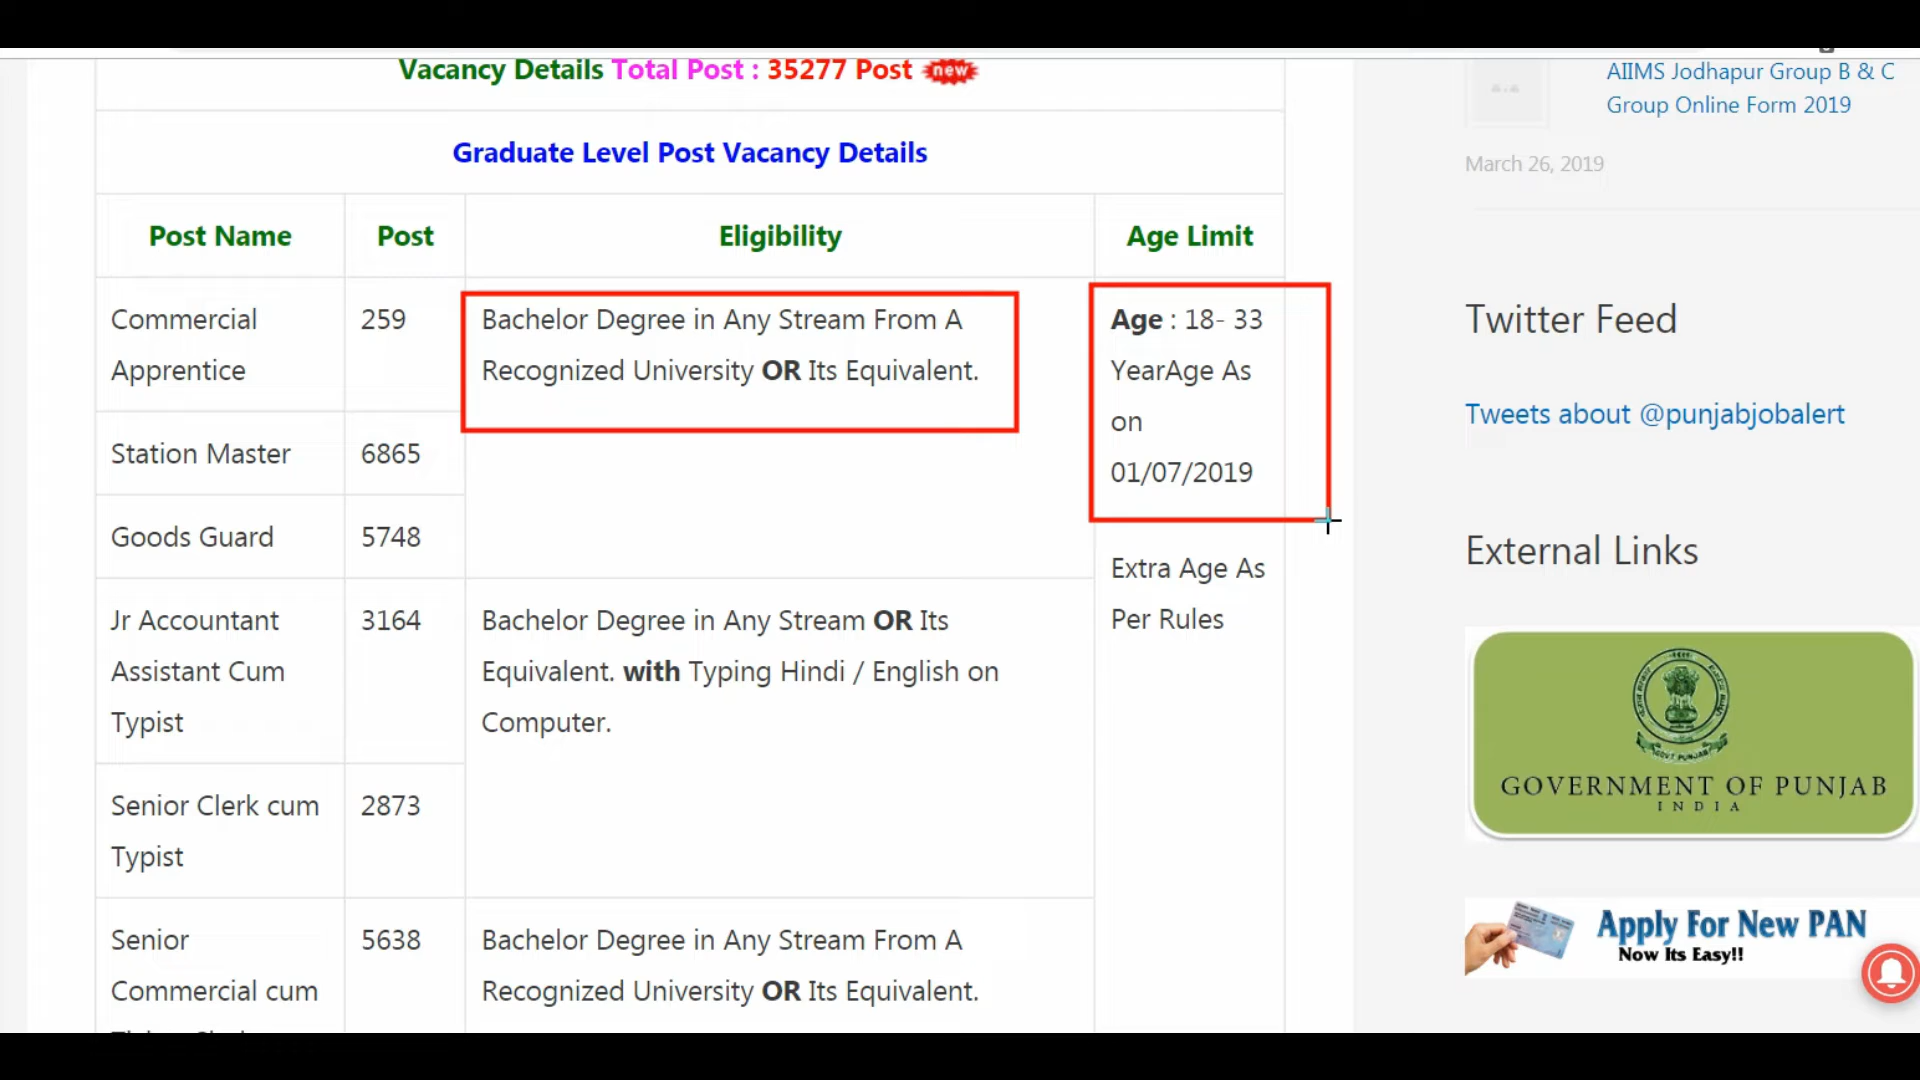 Vacancy Details Total Post : 35277 Post new
Graduate Level Post Vacancy Details
Post Name Post Eligibility Age Limit
Commercial
Apprentice
259
Bachelor Degree in Any Stream From A
Recognized University OR Its Equivalent.
Age : 18- 33
YearAge As
on
01/07/2019
Extra Age As
Per Rules
Station Master 6865
Goods Guard 5748
Jr Accountant
Assistant Cum
Typist
3164
Bachelor Degree in Any Stream OR Its
Equivalent. with Typing Hindi / English on
Computer.
Senior Clerk cum
Typist
2873
Senior
Commercial cum
5638
Bachelor Degree in Any Stream From A
Recognized University OR Its Equivalent.
AIIMS Jodhapur Group B & C
Group Online Form 2019
March 26, 2019
Twitter Feed
Tweets about @punjabjobalert
External Links
GOVERNMENT OF PUNJAB
INDIA
Apply For New PAN
Now Its Easy!!